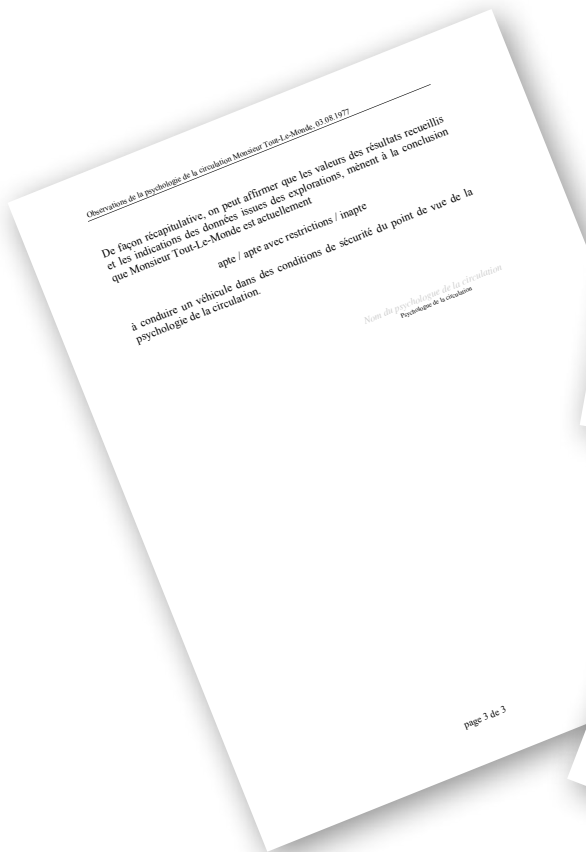 Observations de la psychologie de la circulation Monsieur Tout-Le-Monde, 03.08.1977
De façon récapitulative, on peut affirmer que les valeurs des résultats recueillis
et les indications des données issues des explorations, mènent à la conclusion
que Monsieur Tout-Le-Monde est actuellement
apte / apte avec restrictions / inapte
à conduire un véhicule dans des conditions de sécurité du point de vue de la
psychologie de la circulation.
Nom du psychologue de la circulation
Psychologue de la circulation
page 3 de 3